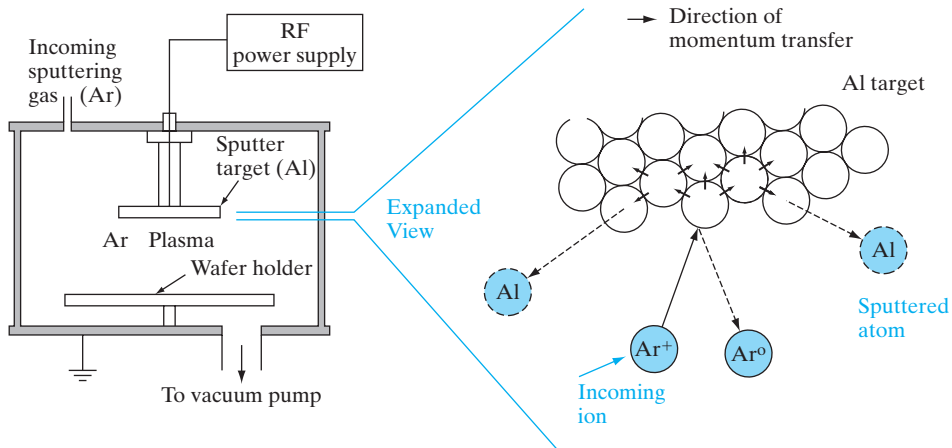 Incoming
sputtering
gas (Ar)
RF
power supply
Sputter
target (Al)
Ar Plasma
Wafer holder
To vacuum pump
Expanded
View
Direction of
momentum transfer
Al target
Al
Al
Sputtered
atom
Ar⁺
Arᵒ
Incoming
ion